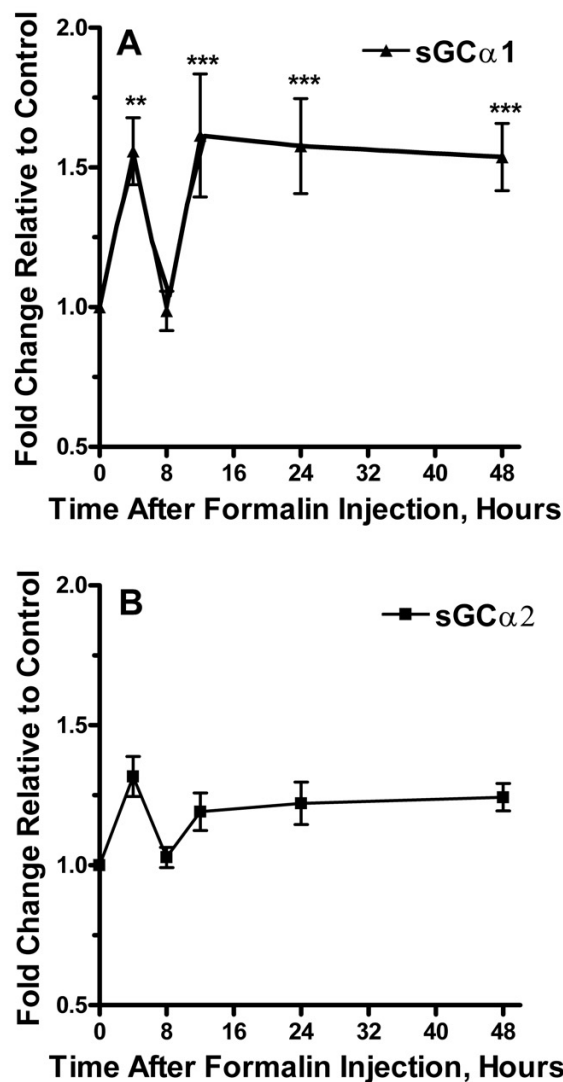 A
sGCα1
2.0
1.5
1.0
0.5
**
***
***
***
Fold Change Relative to Control
0 8 16 24 32 40 48
Time After Formalin Injection, Hours
B
sGCα2
2.0
1.5
1.0
0.5
Fold Change Relative to Control
0 8 16 24 32 40 48
Time After Formalin Injection, Hours